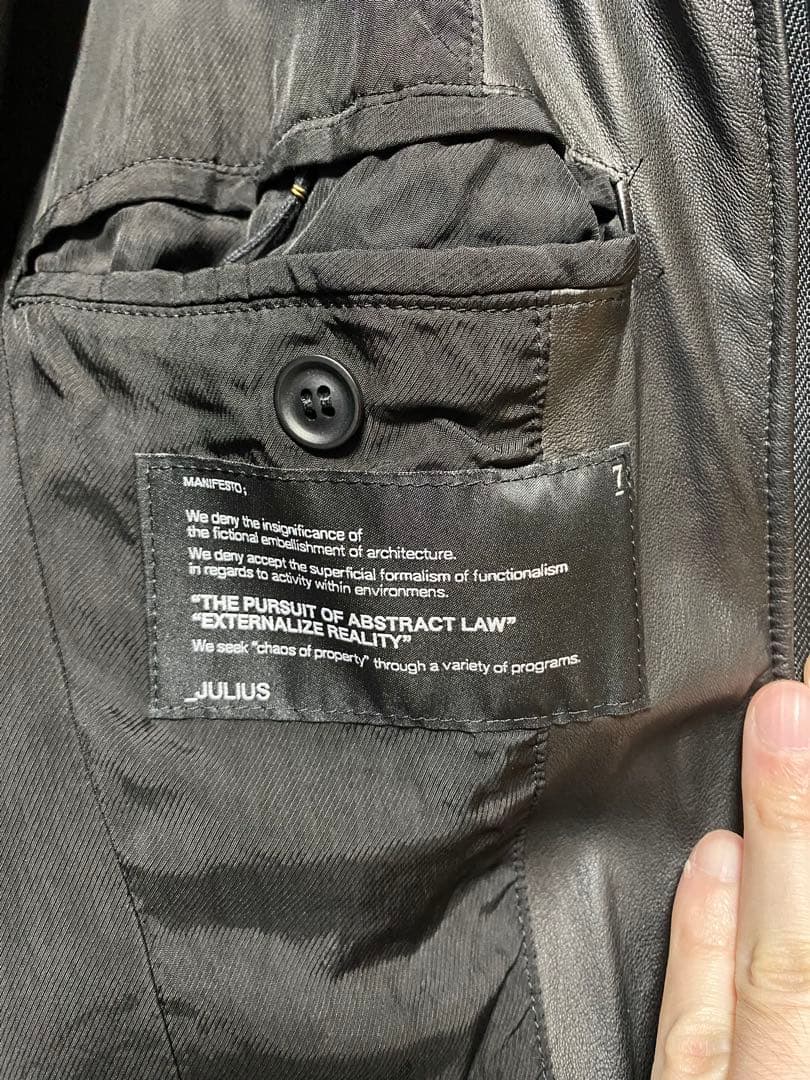 MANIFESTO;
7
We deny the insignificance of
the fictional embellishment of architecture.
We deny accept the superficial formalism of functionalism
in regards to activity within environmens.
"THE PURSUIT OF ABSTRACT LAW"
"EXTERNALIZE REALITY"
We seek "chaos of property" through a variety of programs.
_JULIUS